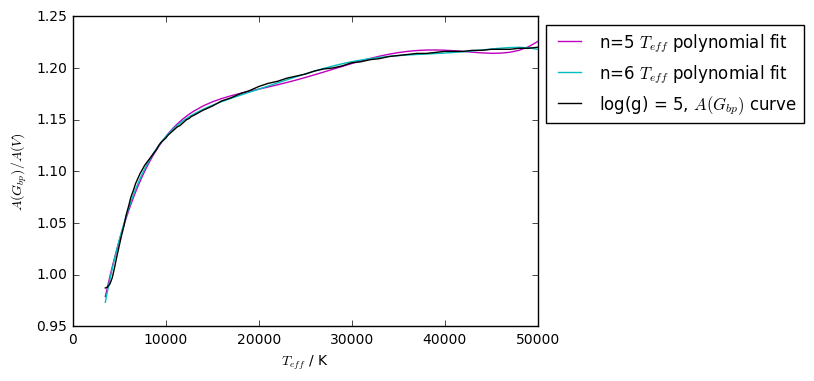 1.25
1.20
1.15
1.10
1.05
1.00
0.95
A(G_bp)/A(V)
0 10000 20000 30000 40000 50000
T_eff / K
n=5 T_eff polynomial fit
n=6 T_eff polynomial fit
log(g) = 5, A(G_bp) curve